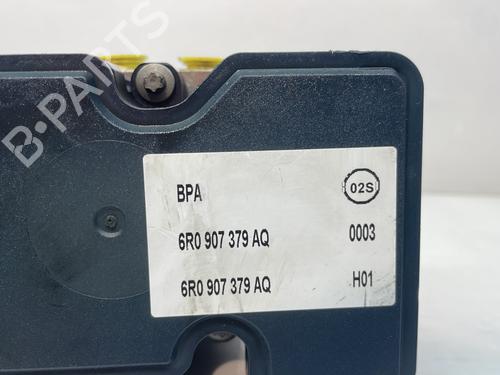 B-PARTS
BPA 02S
6R0 907 379 AQ 0003
6R0 907 379 AQ H01